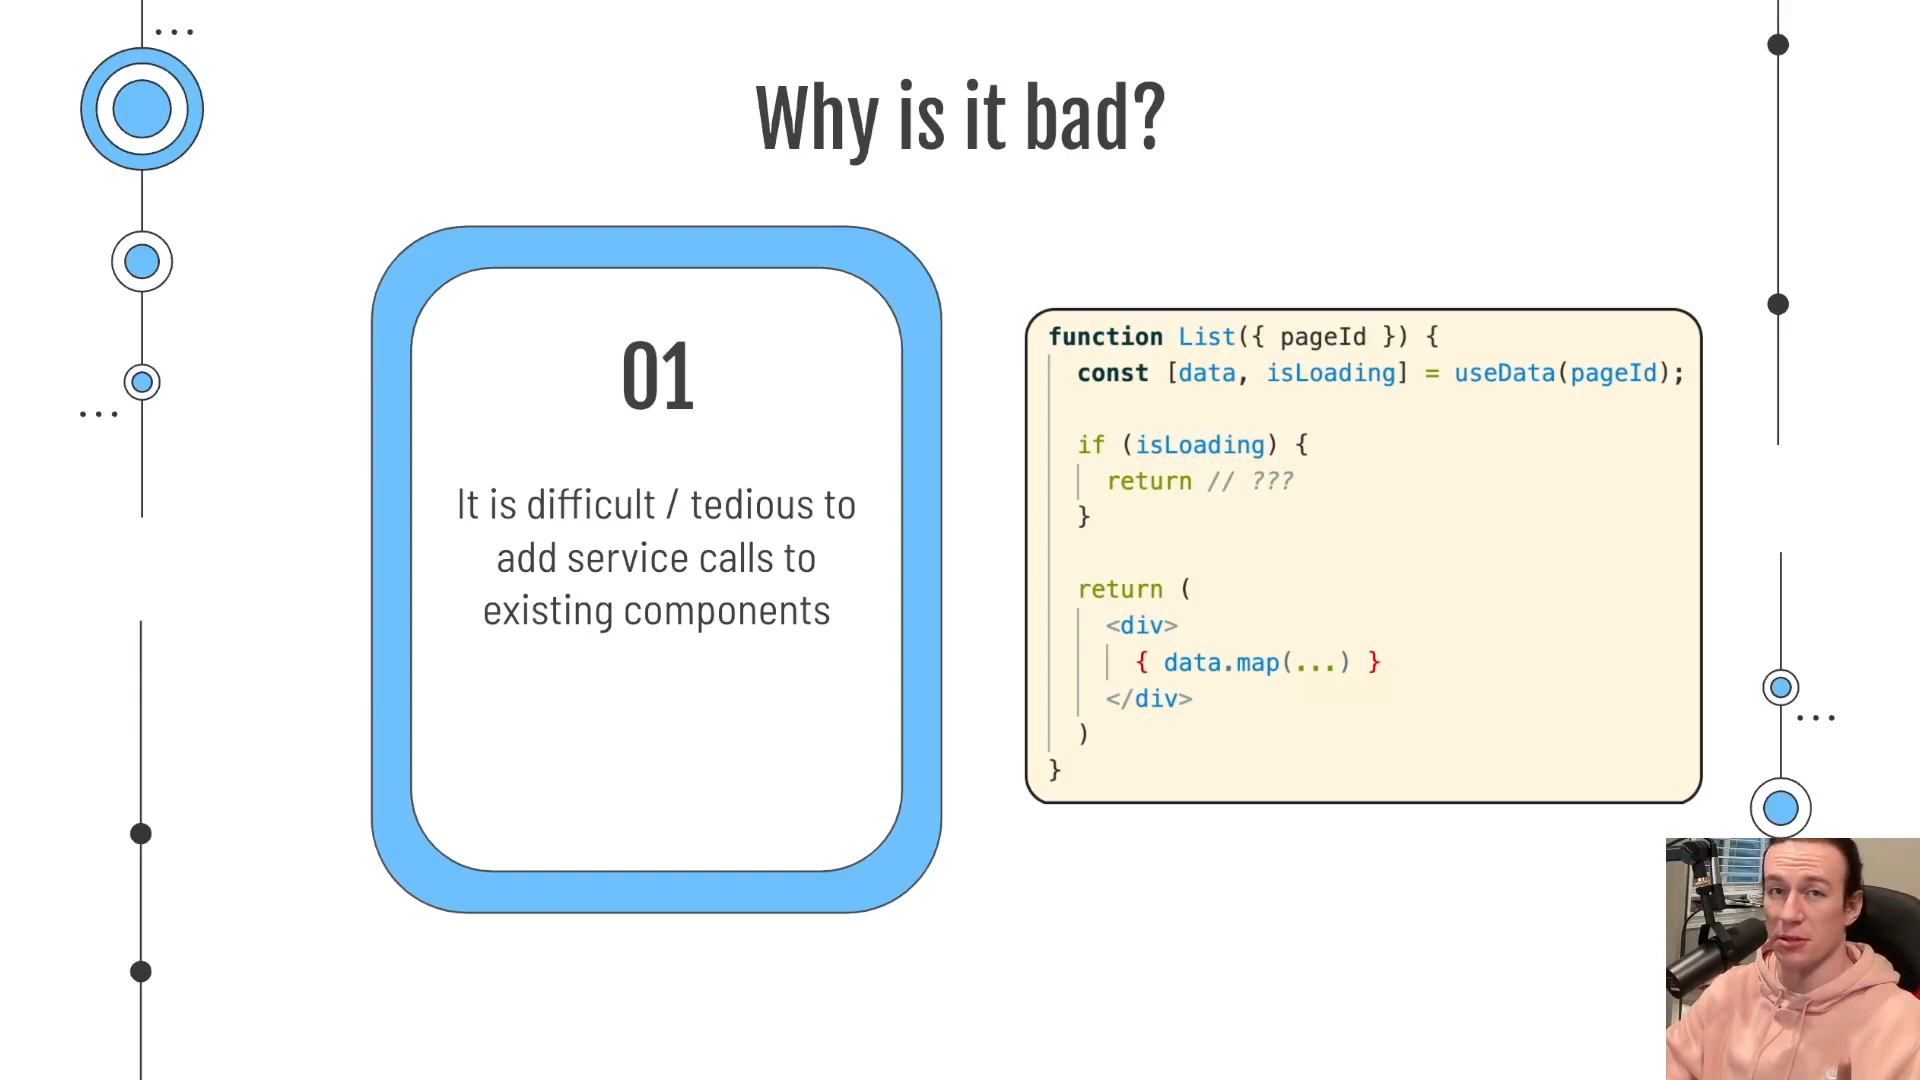 Why is it bad?
01
It is difficult / tedious to
add service calls to
existing components
function List({ pageId }) {
const [data, isLoading] = useData(pageId);
if (isLoading) {
return // ???
}
return (
<div>
{ data.map(...) }
</div>
)
}